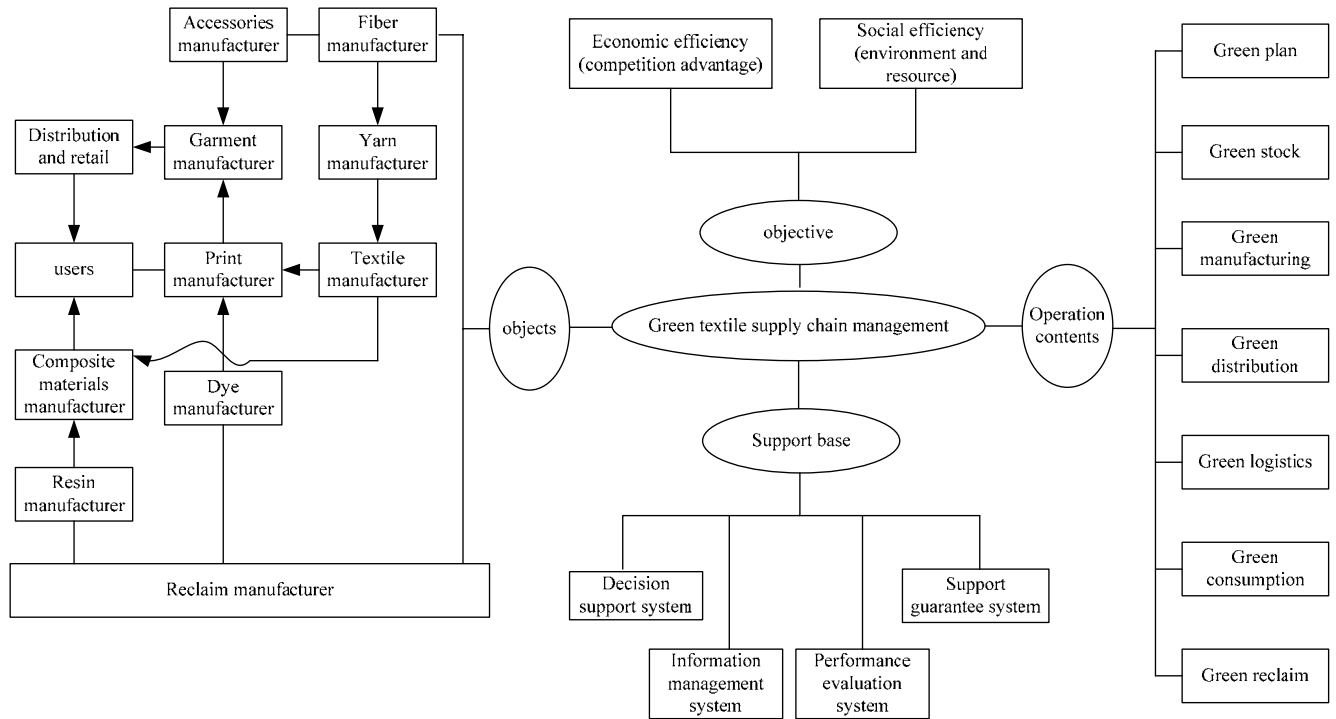 Accessories
manufacturer
Fiber
manufacturer
Distribution
and retail
Garment
manufacturer
Yarn
manufacturer
users
Print
manufacturer
Textile
manufacturer
Composite
materials
manufacturer
Dye
manufacturer
Resin
manufacturer
Reclaim manufacturer
objects
Economic efficiency
(competition advantage)
Social efficiency
(environment and
resource)
objective
Green textile supply chain management
Support base
Decision
support system
Information
management
system
Performance
evaluation
system
Support
guarantee system
Operation
contents
Green plan
Green stock
Green
manufacturing
Green
distribution
Green logistics
Green
consumption
Green reclaim